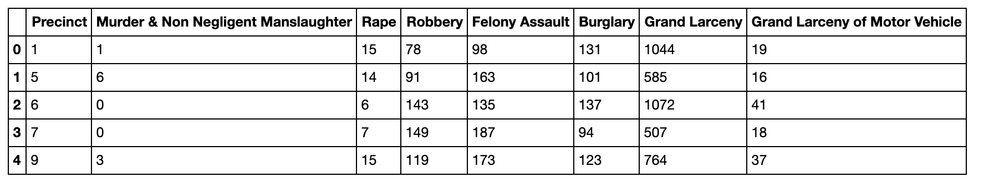 Precinct Murder & Non Negligent Manslaughter Rape Robbery Felony Assault Burglary Grand Larceny Grand Larceny of Motor Vehicle
0 1 1 15 78 98 131 1044 19
1 5 6 14 91 163 101 585 16
2 6 0 6 143 135 137 1072 41
3 7 0 7 149 187 94 507 18
4 9 3 15 119 173 123 764 37